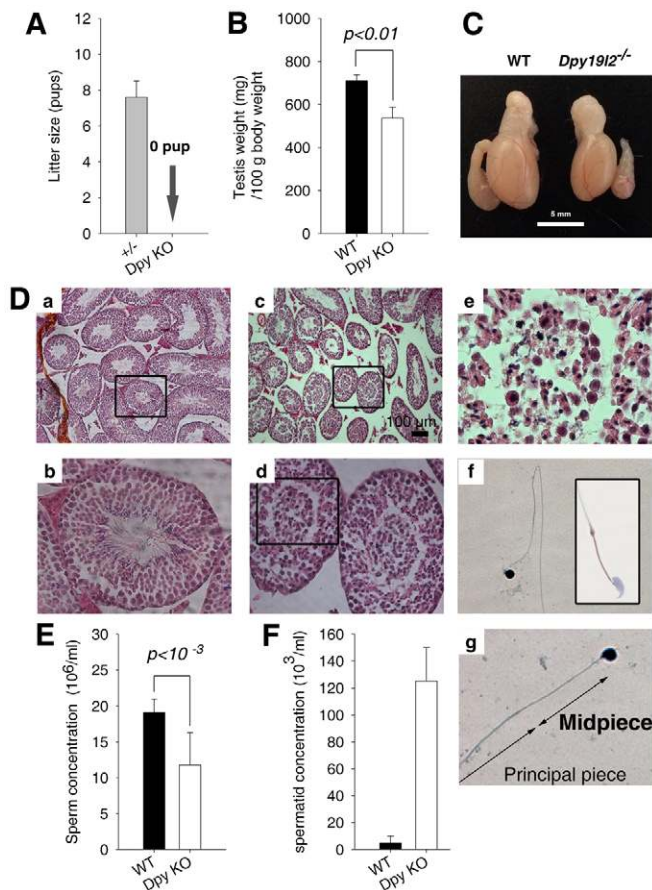 A
Litter size (pups)
12
10
8
6
4
2
0
0 pup
+/-
Dpy KO
B
Testis weight (mg)
/100 g body weight
1000
800
600
400
200
0
p<0.01
WT
Dpy KO
C
WT
Dpy19l2-/-
5 mm
D
a
c
100 µm
e
b
d
f
E
Sperm concentration (10⁶/ml)
30
25
20
15
10
5
0
p<10 ⁻³
WT
Dpy KO
F
spermatid concentration (10³/ml)
160
140
120
100
80
60
40
20
0
WT
Dpy KO
g
Midpiece
Principal piece